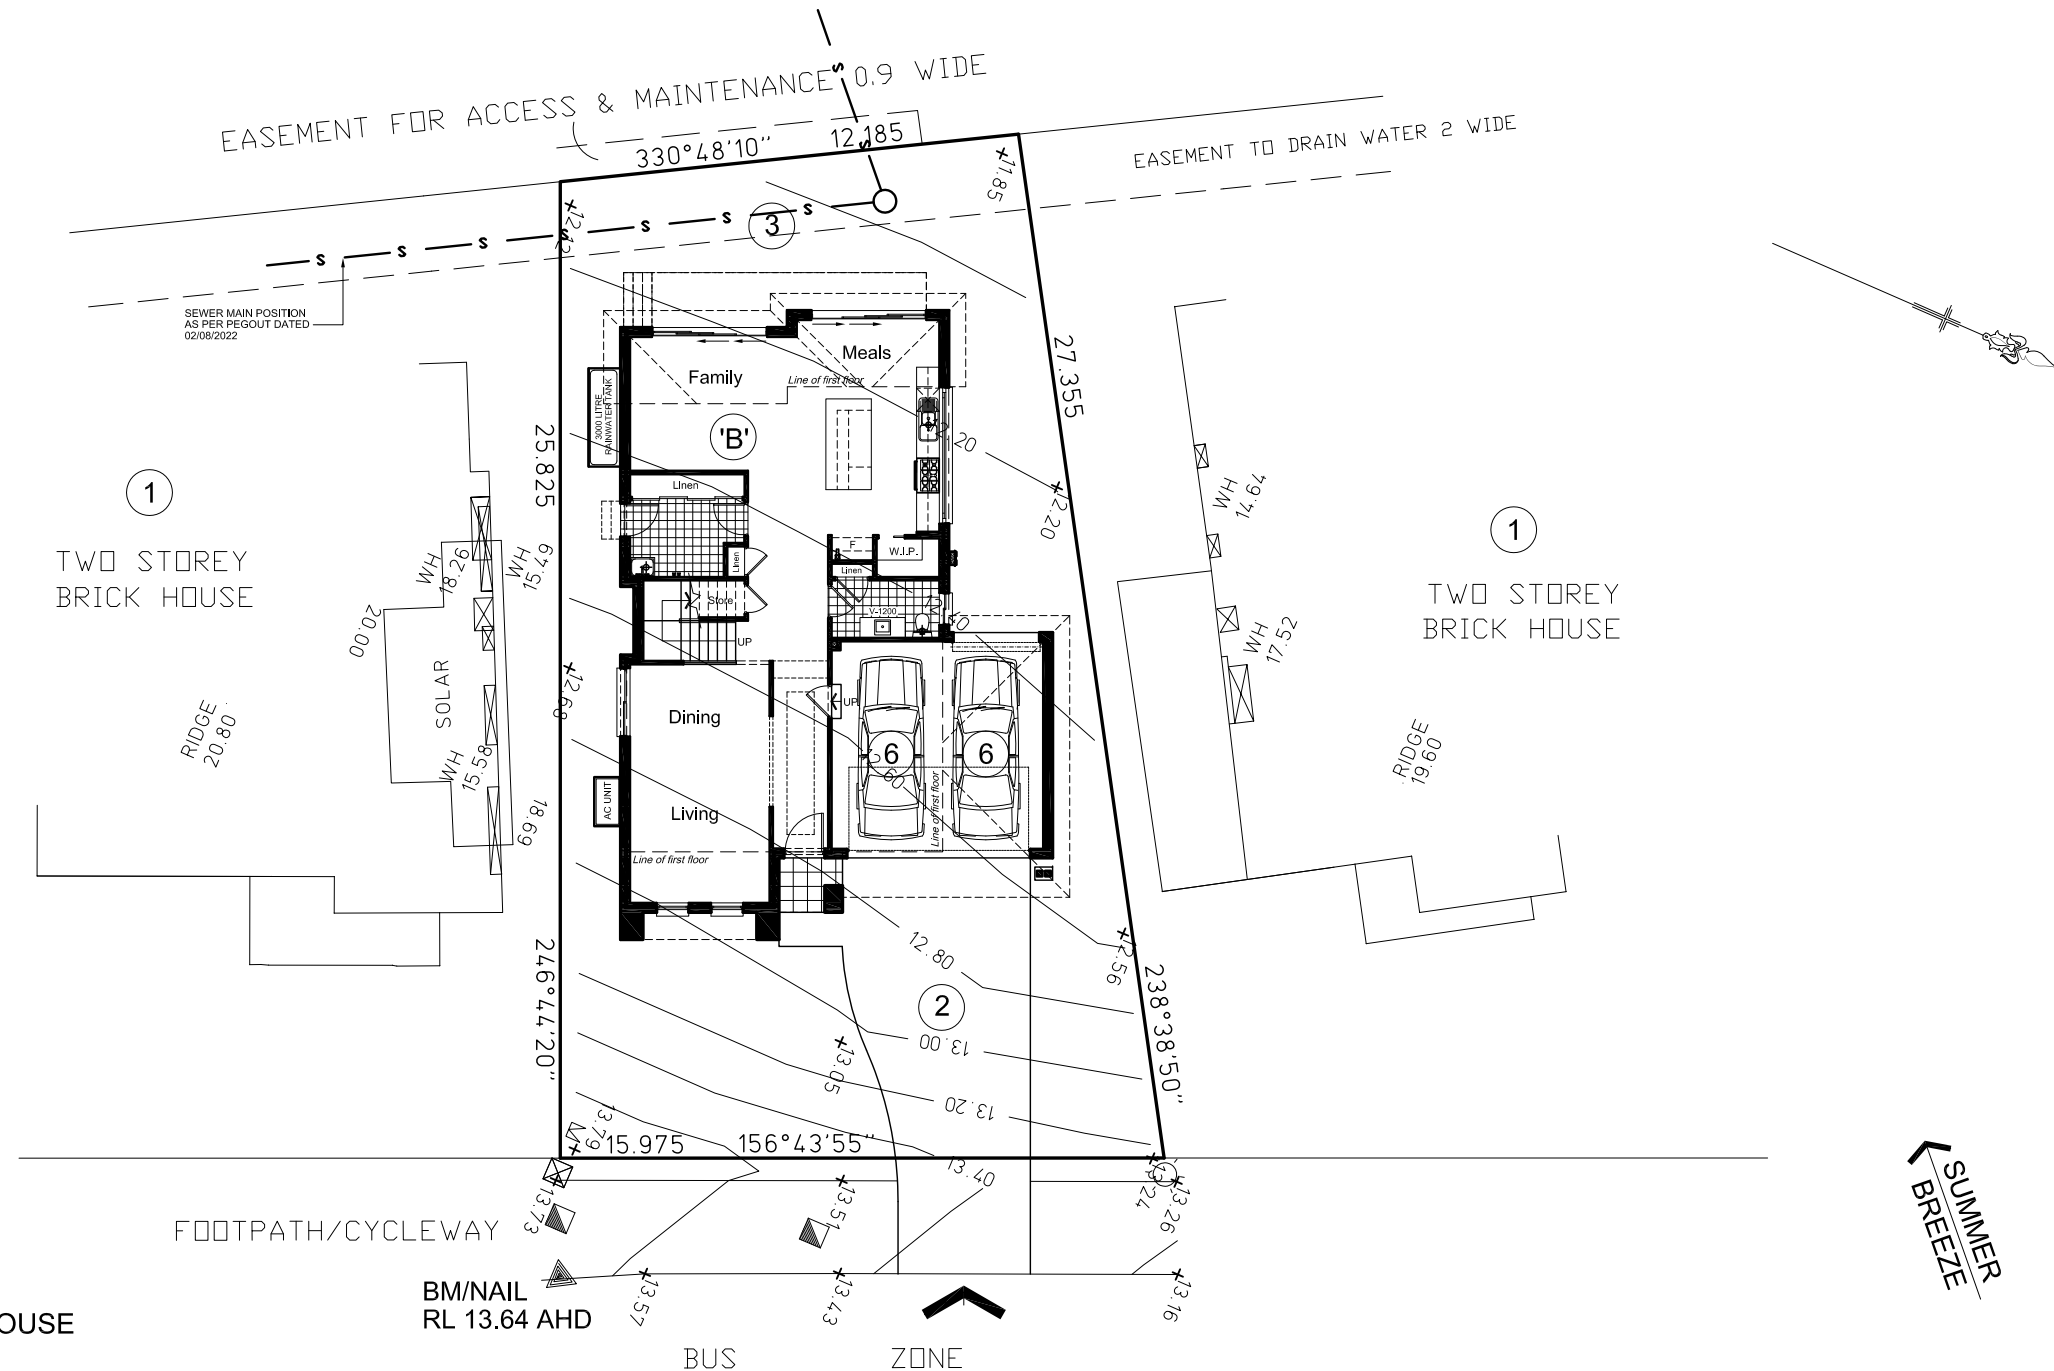 EASEMENT FOR ACCESS & MAINTENANCE 0.9 WIDE
S
330°48'10" 12.185
S
EASEMENT TO DRAIN WATER 2 WIDE
11.85
12.12
S S S S S S S
3
SEWER MAIN POSITION
AS PER PEGOUT DATED
02/08/2022
27.355
Meals
Family
Line of first floor
3000 LITRE
RAINWATER TANK
'B'
12.20
25.825
12.20
LInen
1
TWO STOREY
BRICK HOUSE
WH
18.26
WH
15.49
20.00
SOLAR
RIDGE
20.80
WH
15.58
18.69
WH
14.64
1
TWO STOREY
BRICK HOUSE
WH
17.52
RIDGE
19.60
F
W.I.P.
Linen
Linen
Store
V-1200
UP
12.68
Dining
UP
6
6
12.60
AC UNIT
Living
Line of first floor
Line of first floor
246°44'20"
12.80
12.56
238°38'50"
2
13.00
13.05
13.20
13.79
15.975 156°43'55"
13.40
13.24
13.26
13.73
13.51
FOOTPATH/CYCLEWAY
SUMMER
BREEZE
BM/NAIL
RL 13.64 AHD
13.57
13.43
13.16
OUSE
BUS ZONE